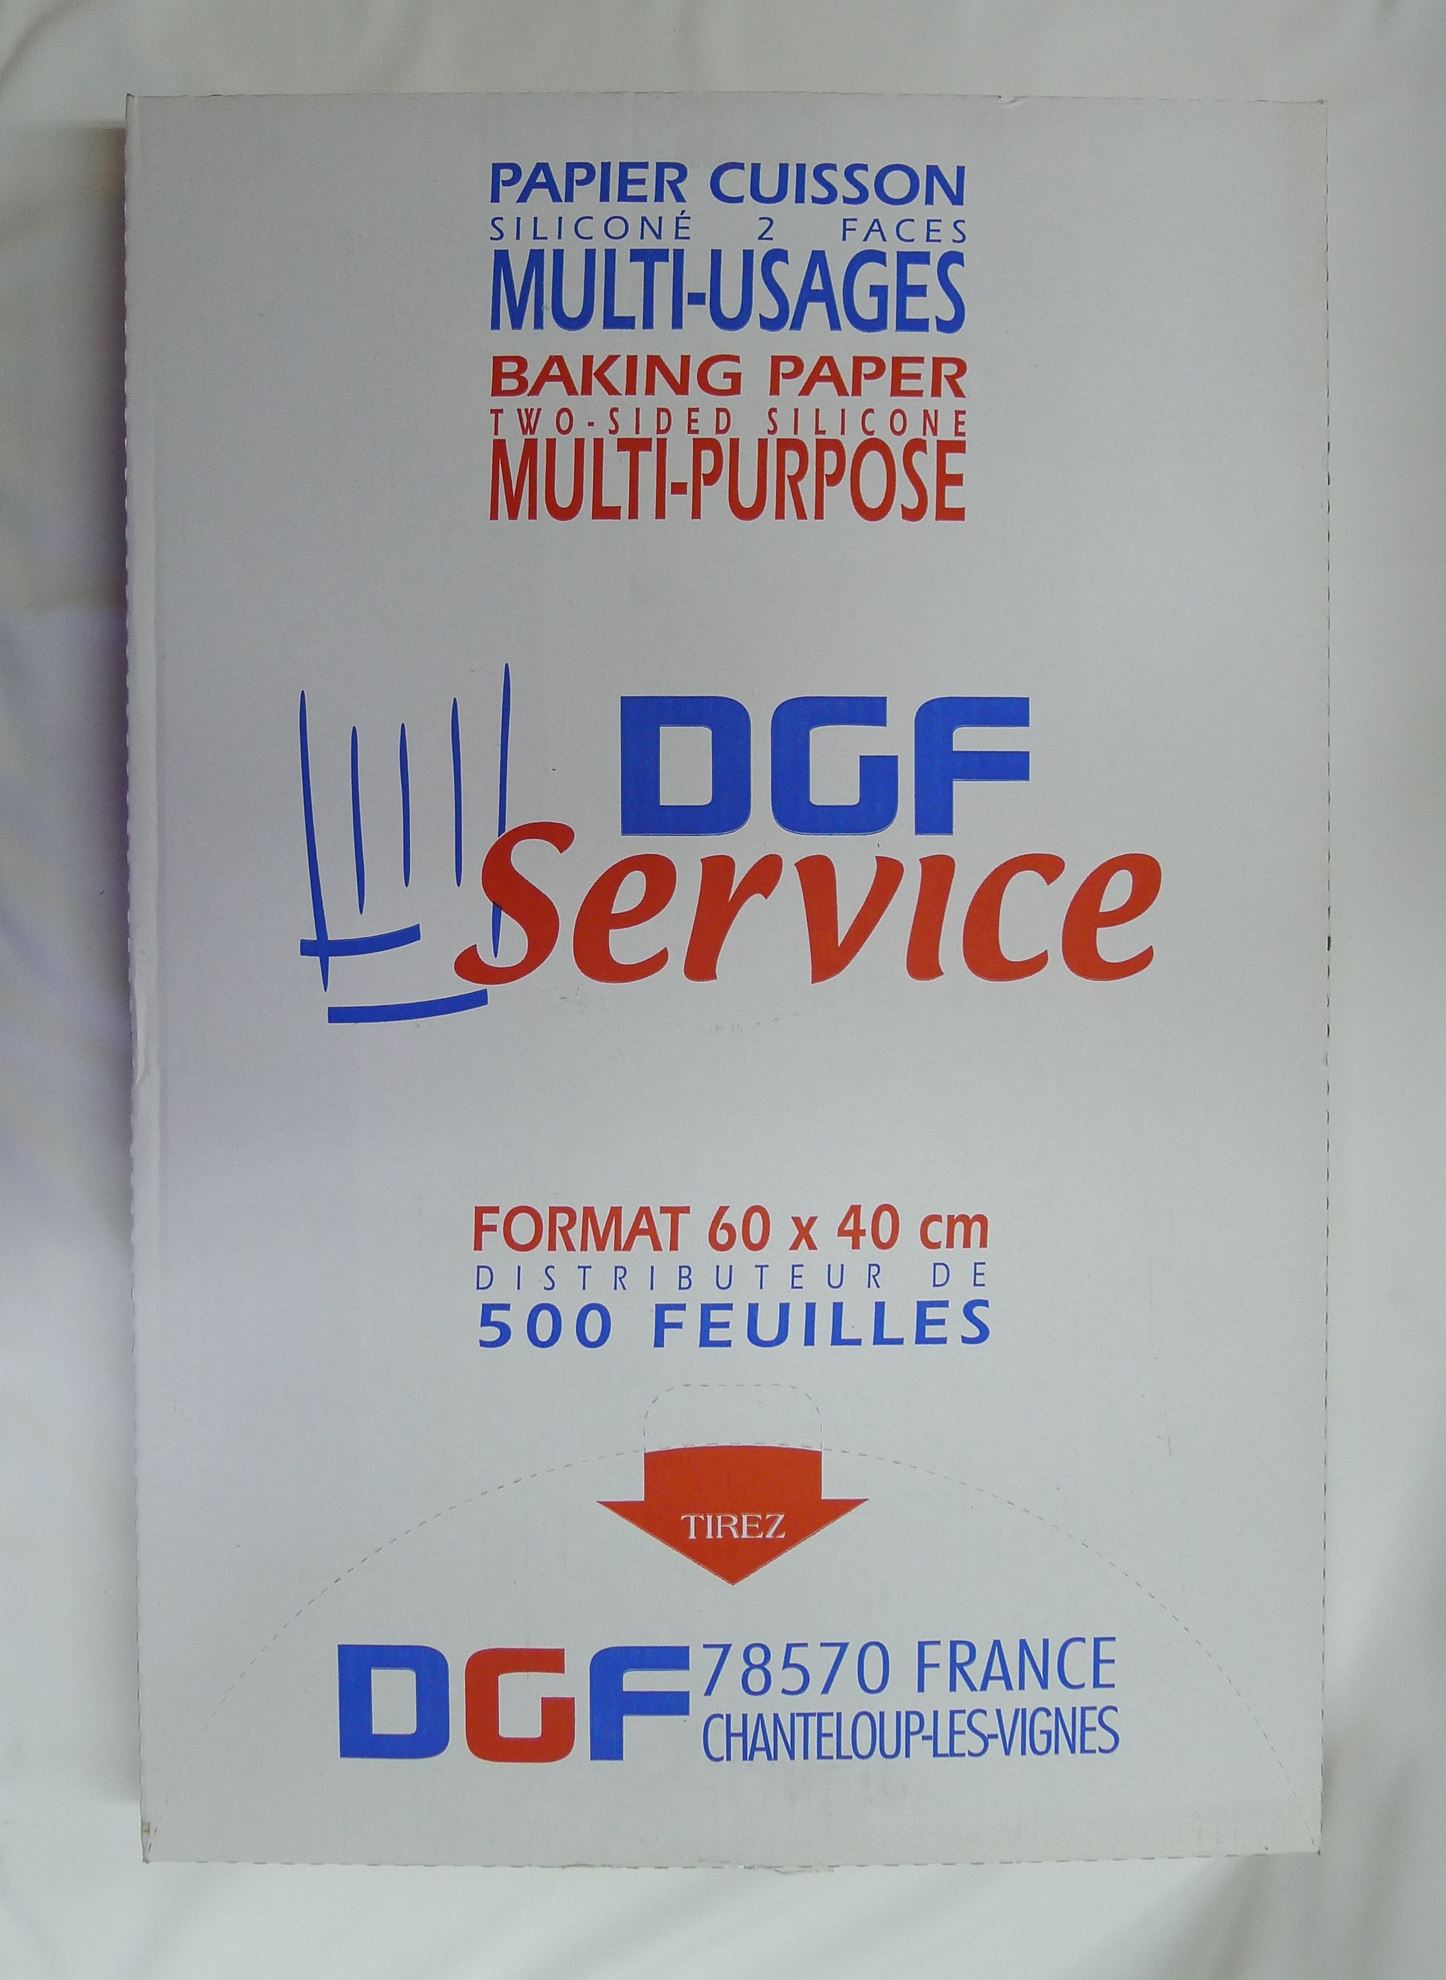 PAPIER CUISSON
SILICONÉ 2 FACES
MULTI-USAGES
BAKING PAPER
TWO-SIDED SILICONE
MULTI-PURPOSE
DGF
Service
FORMAT 60 x 40 cm
DISTRIBUTEUR DE
500 FEUILLES
TIREZ
DGF 78570 FRANCE
CHANTELOUP-LES-VIGNES